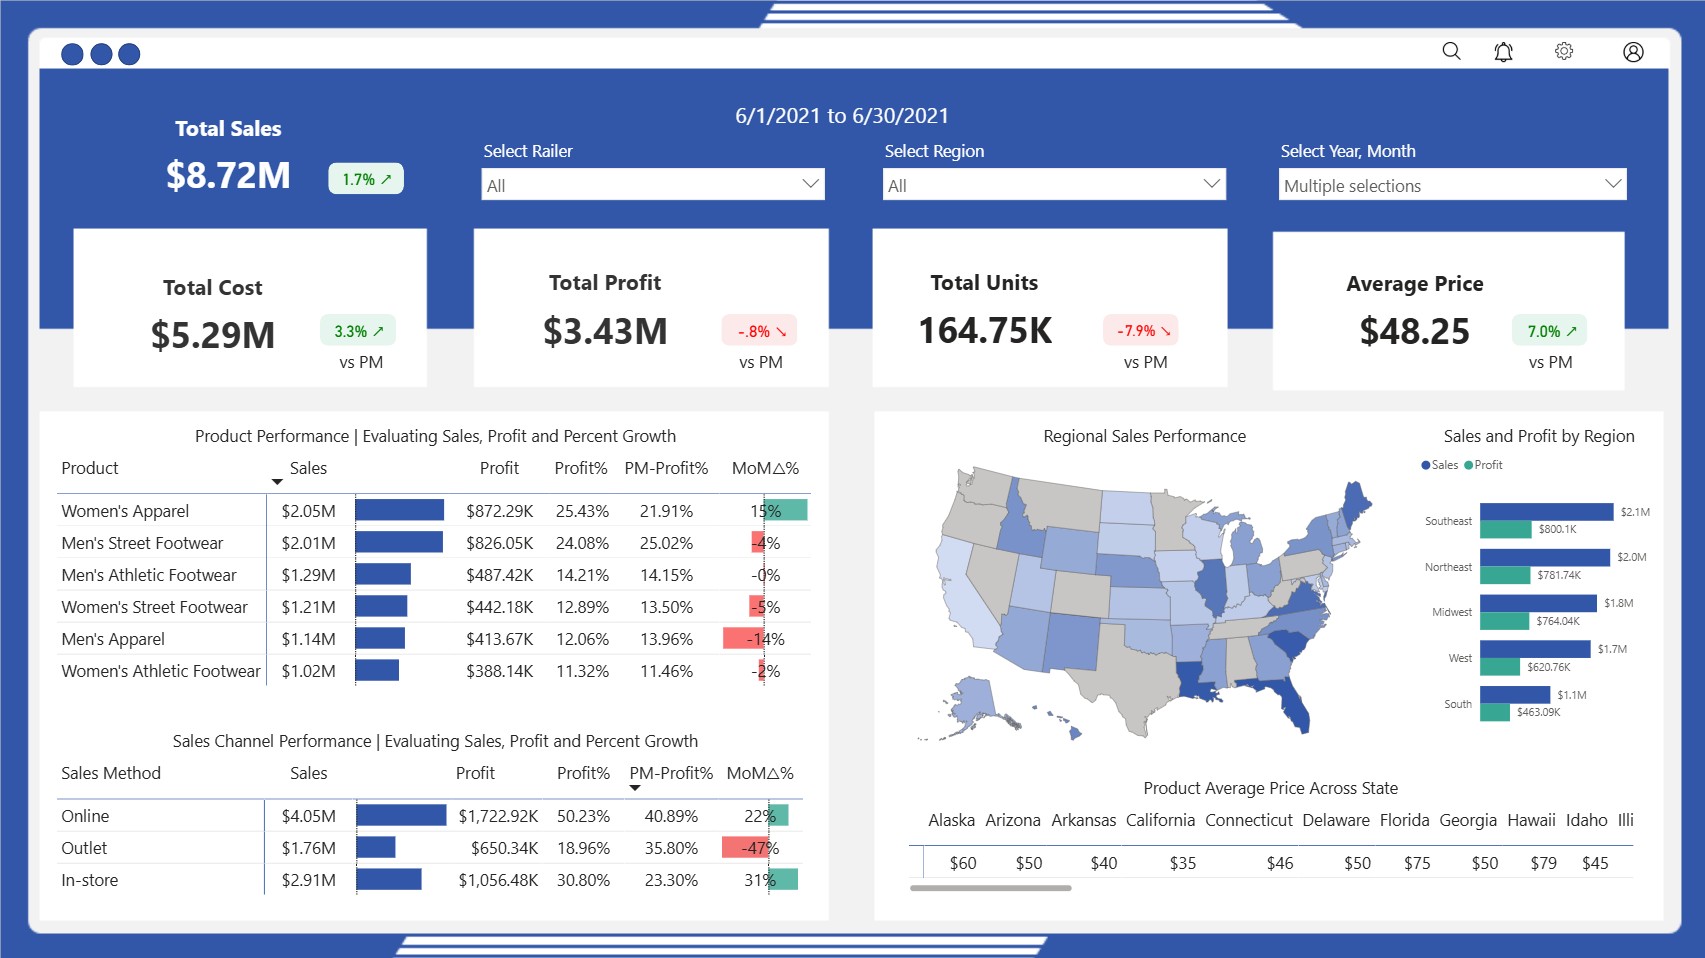 6/1/2021 to 6/30/2021
Total Sales
$8.72M 1.7% ↗
Select Railer
All
Select Region
All
Select Year, Month
Multiple selections
Total Cost
$5.29M 3.3% ↗
vs PM
Total Profit
$3.43M -.8% ↘
vs PM
Total Units
164.75K -7.9% ↘
vs PM
Average Price
$48.25 7.0% ↗
vs PM
Product Performance | Evaluating Sales, Profit and Percent Growth
Product Sales Profit Profit% PM-Profit% MoM△%
Women's Apparel $2.05M $872.29K 25.43% 21.91% 15%
Men's Street Footwear $2.01M $826.05K 24.08% 25.02% -4%
Men's Athletic Footwear $1.29M $487.42K 14.21% 14.15% -0%
Women's Street Footwear $1.21M $442.18K 12.89% 13.50% -5%
Men's Apparel $1.14M $413.67K 12.06% 13.96% -14%
Women's Athletic Footwear $1.02M $388.14K 11.32% 11.46% -2%
Sales Channel Performance | Evaluating Sales, Profit and Percent Growth
Sales Method Sales Profit Profit% PM-Profit% MoM△%
Online $4.05M $1,722.92K 50.23% 40.89% 22%
Outlet $1.76M $650.34K 18.96% 35.80% -47%
In-store $2.91M $1,056.48K 30.80% 23.30% 31%
Regional Sales Performance
Sales and Profit by Region
Sales Profit
Southeast $2.1M
$800.1K
Northeast $2.0M
$781.74K
Midwest $1.8M
$764.04K
West $1.7M
$620.76K
South $1.1M
$463.09K
Product Average Price Across State
Alaska Arizona Arkansas California Connecticut Delaware Florida Georgia Hawaii Idaho Illi
$60 $50 $40 $35 $46 $50 $75 $50 $79 $45